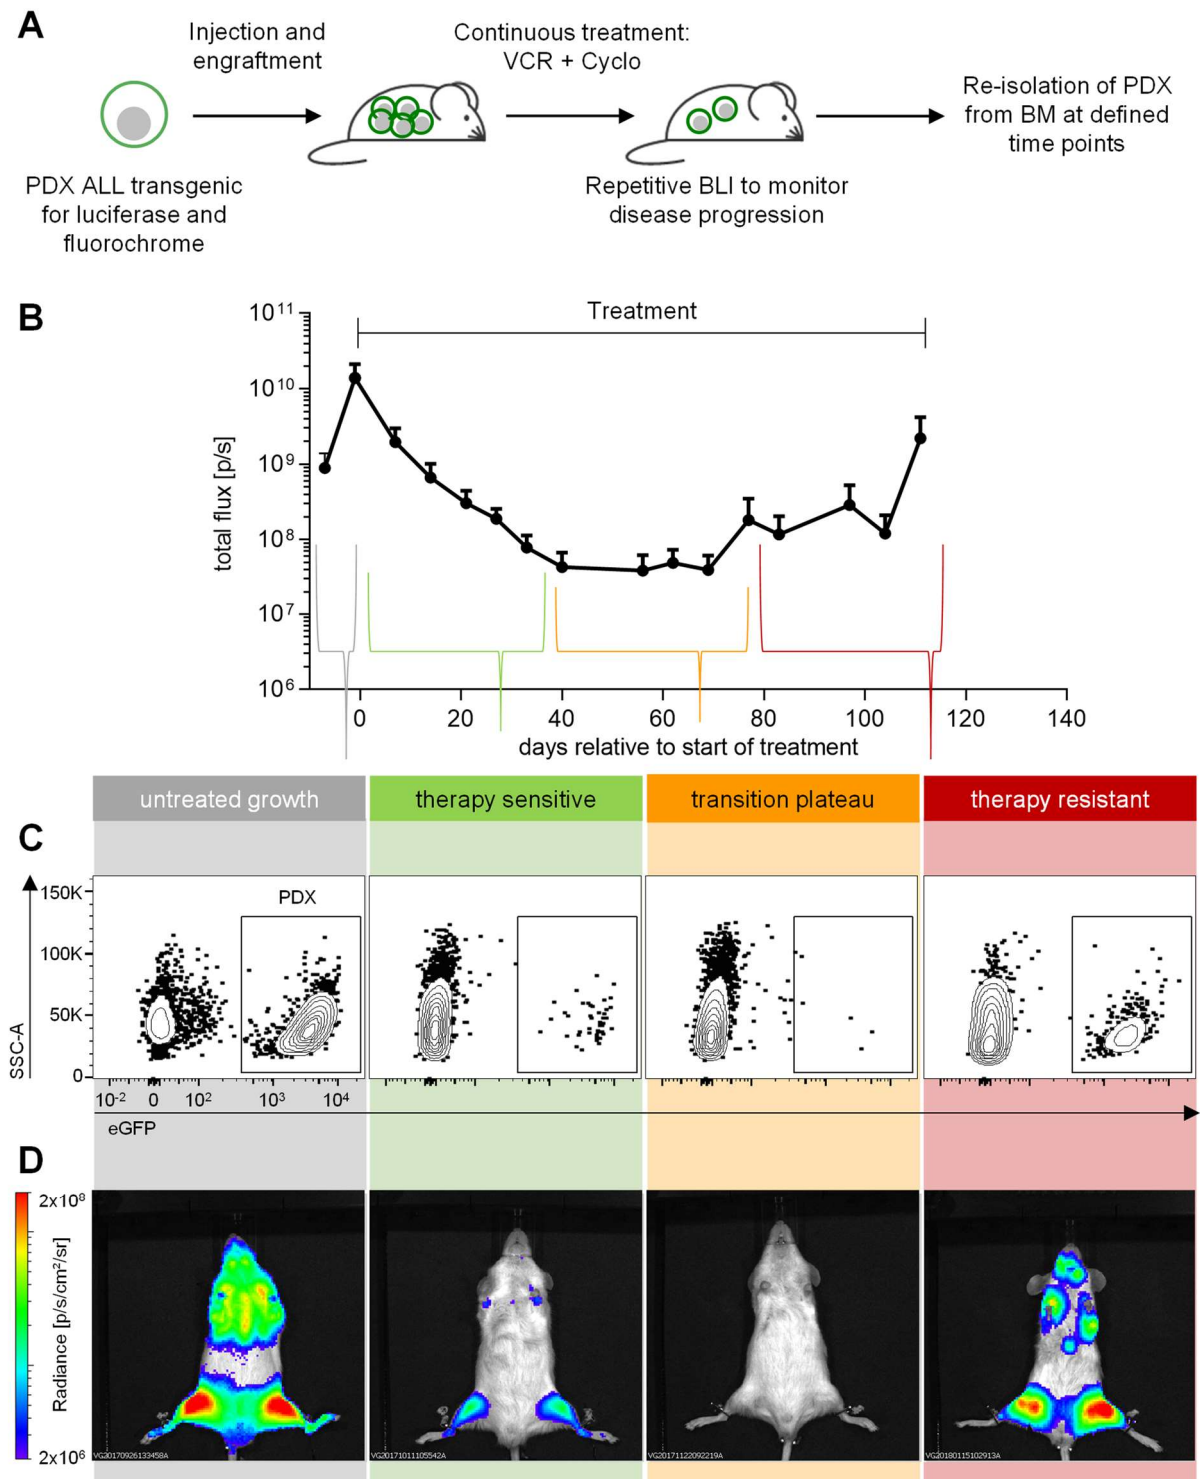 A
Injection and
engraftment
Continuous treatment:
VCR + Cyclo
Re-isolation of PDX
from BM at defined
time points
PDX ALL transgenic
for luciferase and
fluorochrome
Repetitive BLI to monitor
disease progression
B
Treatment
total flux [p/s]
10¹¹
10¹⁰
10⁹
10⁸
10⁷
10⁶
0 20 40 60 80 100 120 140
days relative to start of treatment
untreated growth
therapy sensitive
transition plateau
therapy resistant
C
SSC-A
150K
100K
50K
0
PDX
10⁻² 0 10² 10³ 10⁴
eGFP
D
Radiance [p/s/cm²/sr]
2x10⁸
2x10⁶
VG20170926133458A
VG20171011105542A
VG20171122092219A
VG20180115102913A